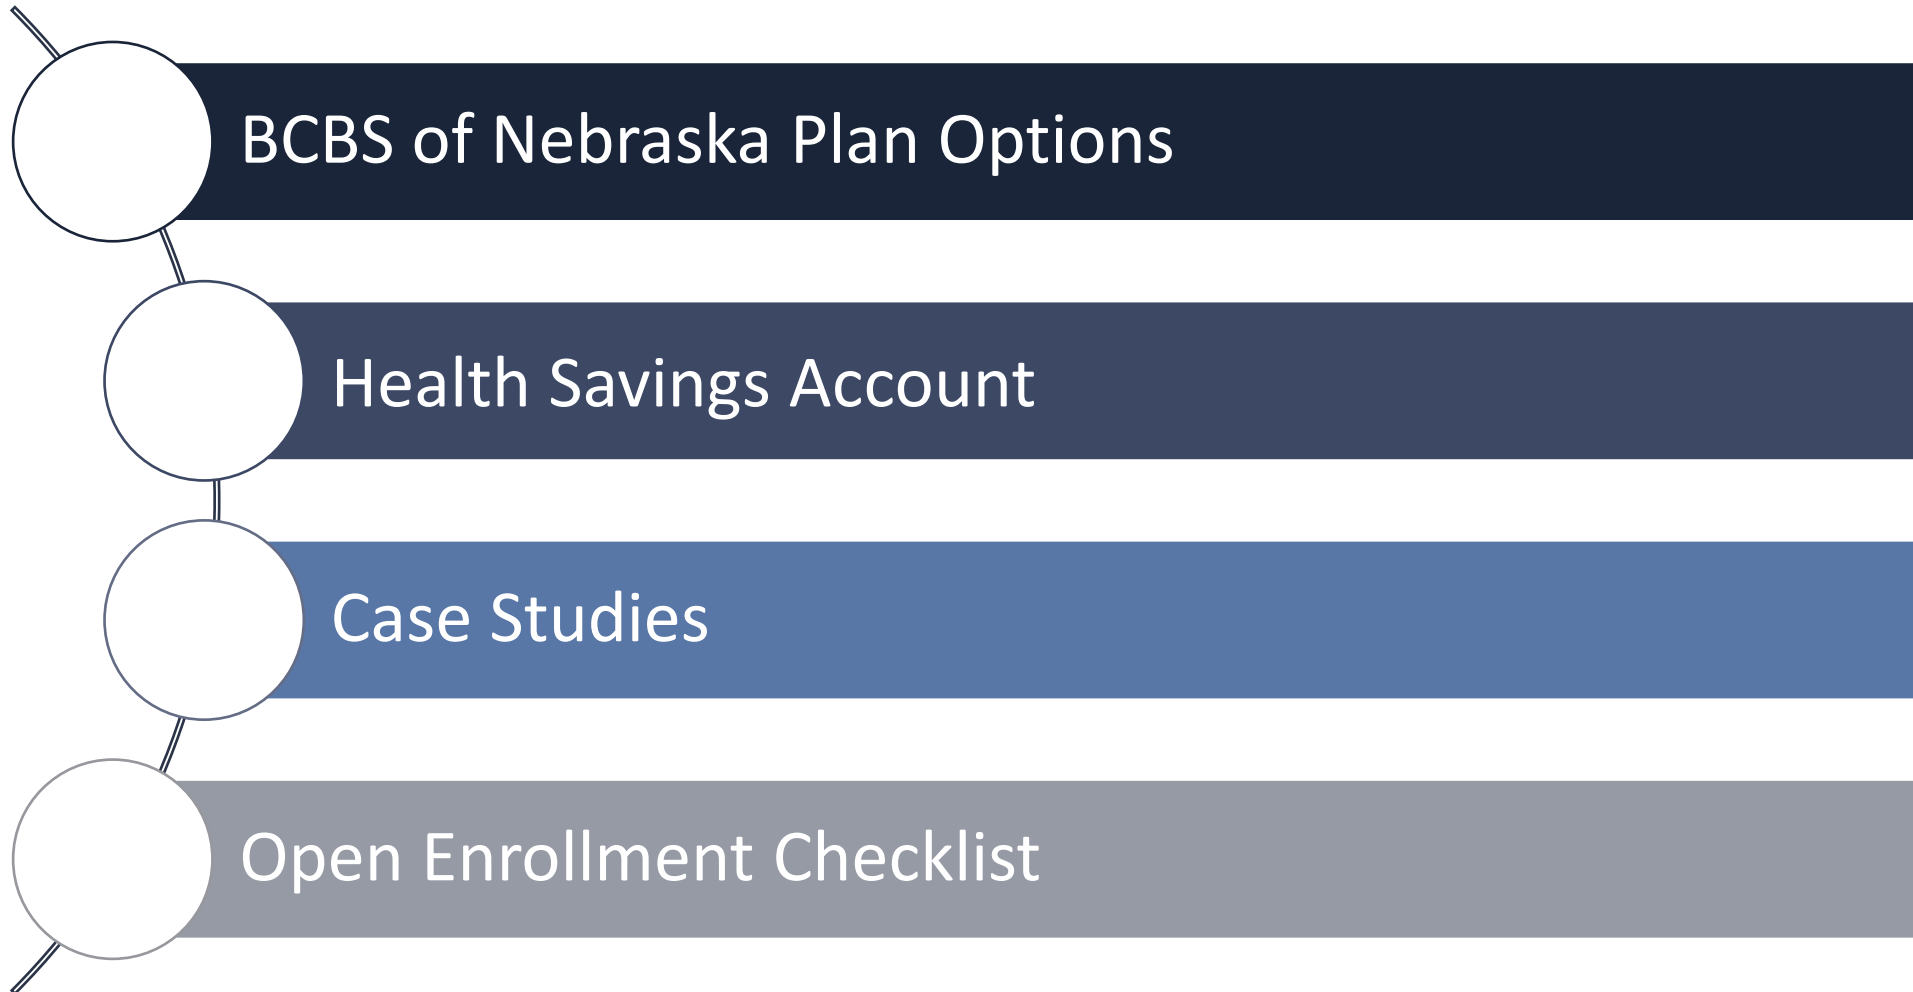 BCBS of Nebraska Plan Options
Health Savings Account
Case Studies
Open Enrollment Checklist